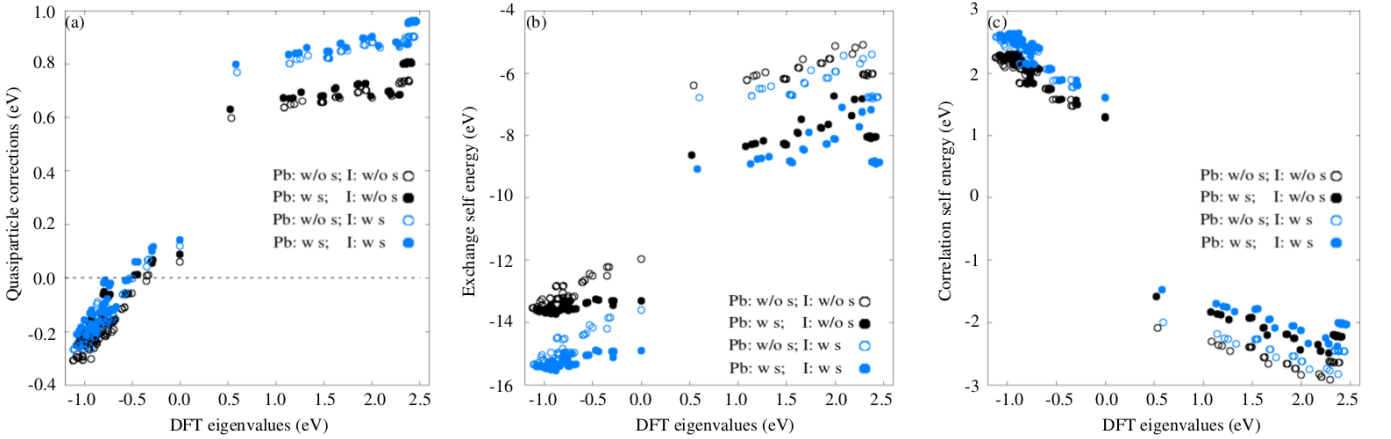 (a)
Quasiparticle corrections (eV)
1.0
0.8
0.6
0.4
0.2
0.0
-0.2
-0.4
Pb: w/o s; I: w/o s
Pb: w s; I: w/o s
Pb: w/o s; I: w s
Pb: w s; I: w s
-1.0 -0.5 0.0 0.5 1.0 1.5 2.0 2.5
DFT eigenvalues (eV)
(b)
Exchange self energy (eV)
-4
-6
-8
-10
-12
-14
-16
Pb: w/o s; I: w/o s
Pb: w s; I: w/o s
Pb: w/o s; I: w s
Pb: w s; I: w s
-1.0 -0.5 0.0 0.5 1.0 1.5 2.0 2.5
DFT eigenvalues (eV)
(c)
Correlation self energy (eV)
3
2
1
0
-1
-2
-3
Pb: w/o s; I: w/o s
Pb: w s; I: w/o s
Pb: w/o s; I: w s
Pb: w s; I: w s
-1.0 -0.5 0.0 0.5 1.0 1.5 2.0 2.5
DFT eigenvalues (eV)